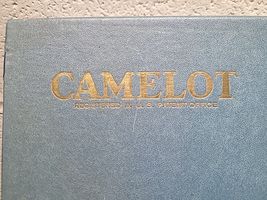 CAMELOT
REGISTERED IN U. S. PATENT OFFICE